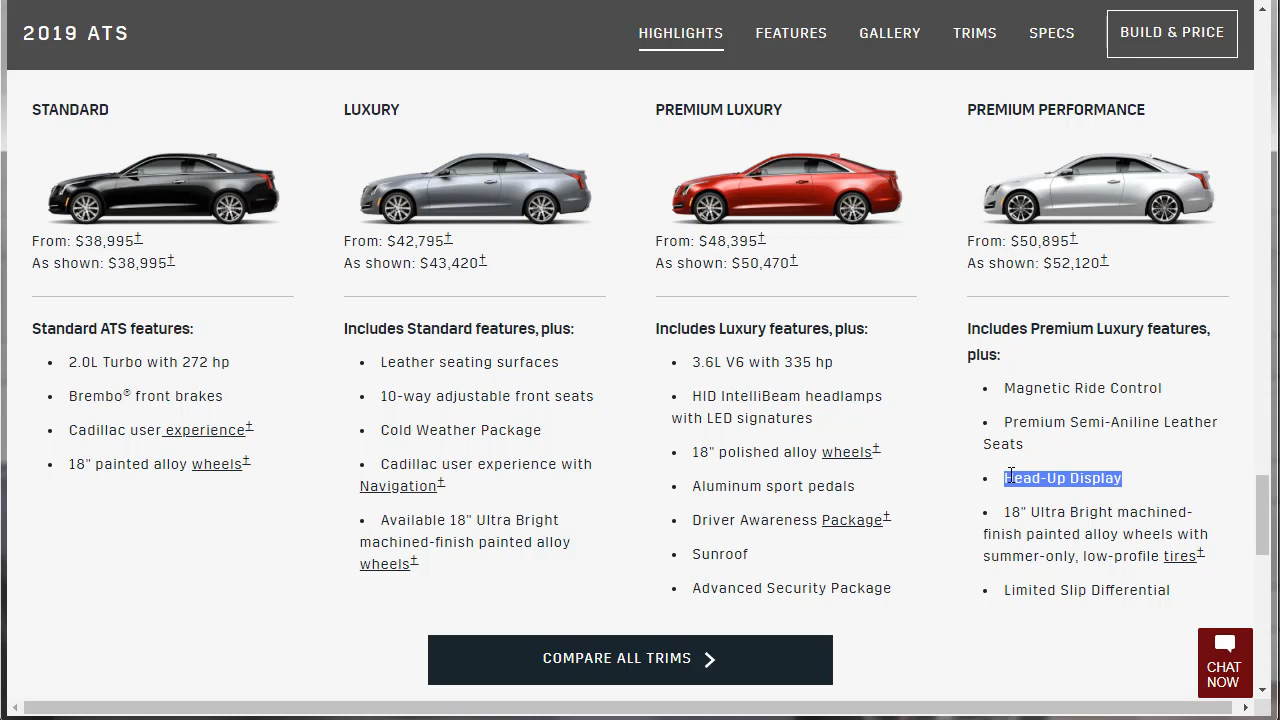 2019 ATS
HIGHLIGHTS
FEATURES
GALLERY
TRIMS
SPECS
BUILD & PRICE
STANDARD
From: $38,995‡
As shown: $38,995‡
Standard ATS features:
• 2.0L Turbo with 272 hp
• Brembo® front brakes
• Cadillac user experience‡
• 18" painted alloy wheels‡
LUXURY
From: $42,795‡
As shown: $43,420‡
Includes Standard features, plus:
• Leather seating surfaces
• 10-way adjustable front seats
• Cold Weather Package
• Cadillac user experience with
Navigation‡
• Available 18" Ultra Bright
machined-finish painted alloy
wheels‡
PREMIUM LUXURY
From: $48,395‡
As shown: $50,470‡
Includes Luxury features, plus:
• 3.6L V6 with 335 hp
• HID IntelliBeam headlamps
with LED signatures
• 18" polished alloy wheels‡
• Aluminum sport pedals
• Driver Awareness Package‡
• Sunroof
• Advanced Security Package
PREMIUM PERFORMANCE
From: $50,895‡
As shown: $52,120‡
Includes Premium Luxury features,
plus:
• Magnetic Ride Control
• Premium Semi-Aniline Leather
Seats
• Head-Up Display
• 18" Ultra Bright machined-
finish painted alloy wheels with
summer-only, low-profile tires‡
• Limited Slip Differential
COMPARE ALL TRIMS
CHAT
NOW